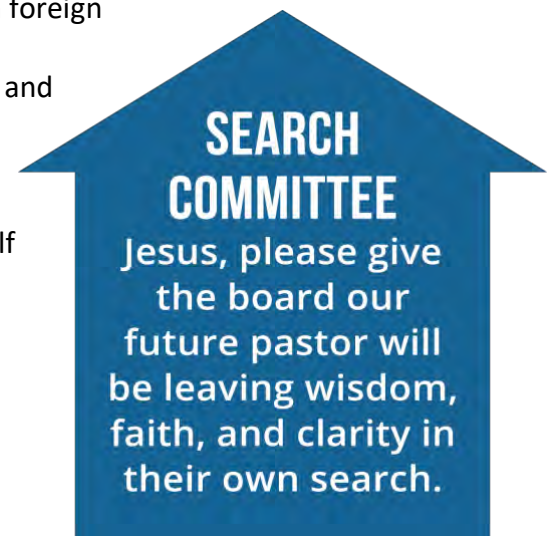 foreign
and
lf
SEARCH
COMMITTEE
Jesus, please give
the board our
future pastor will
be leaving wisdom,
faith, and clarity in
their own search.